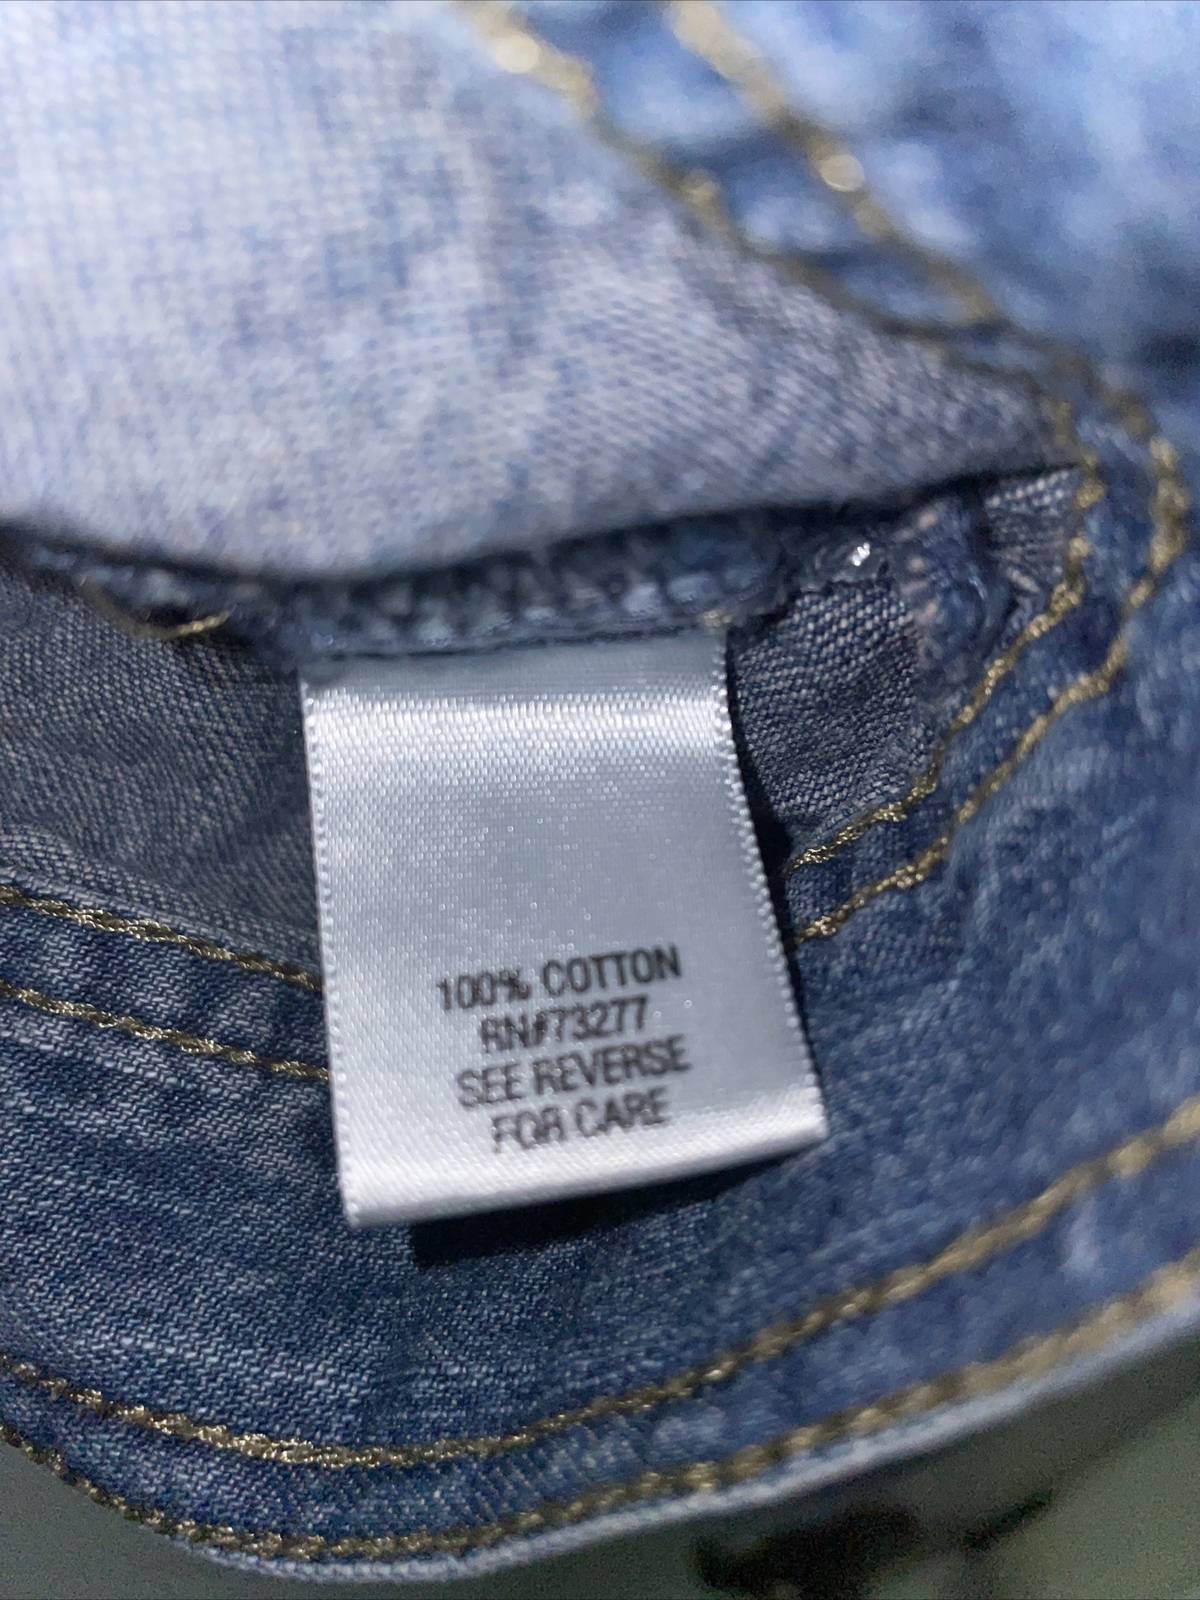 100% COTTON
RN#73277
SEE REVERSE
FOR CARE